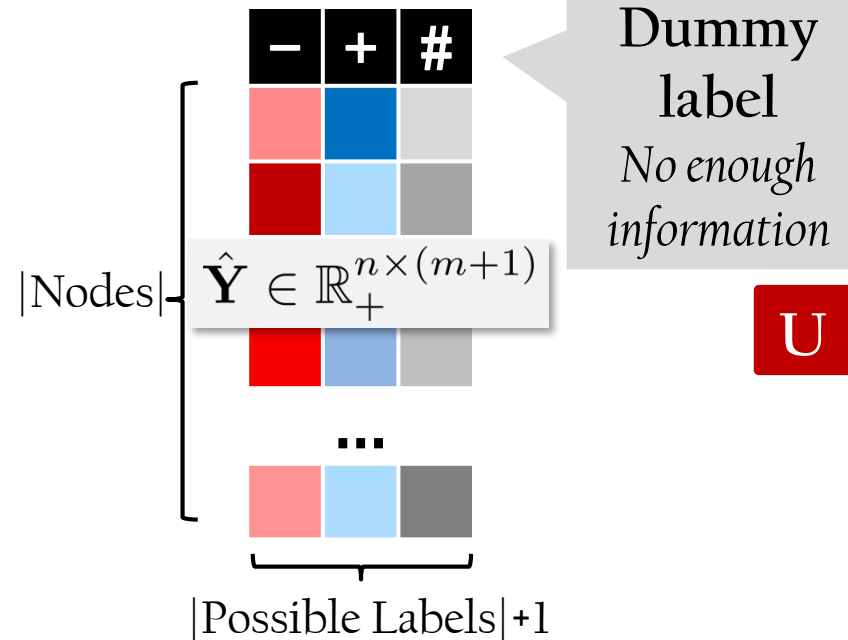 − + #
Dummy
label
No enough
information
|Nodes|
Ŷ ∈ ℝ₊^{n×(m+1)}
U
...
|Possible Labels|+1